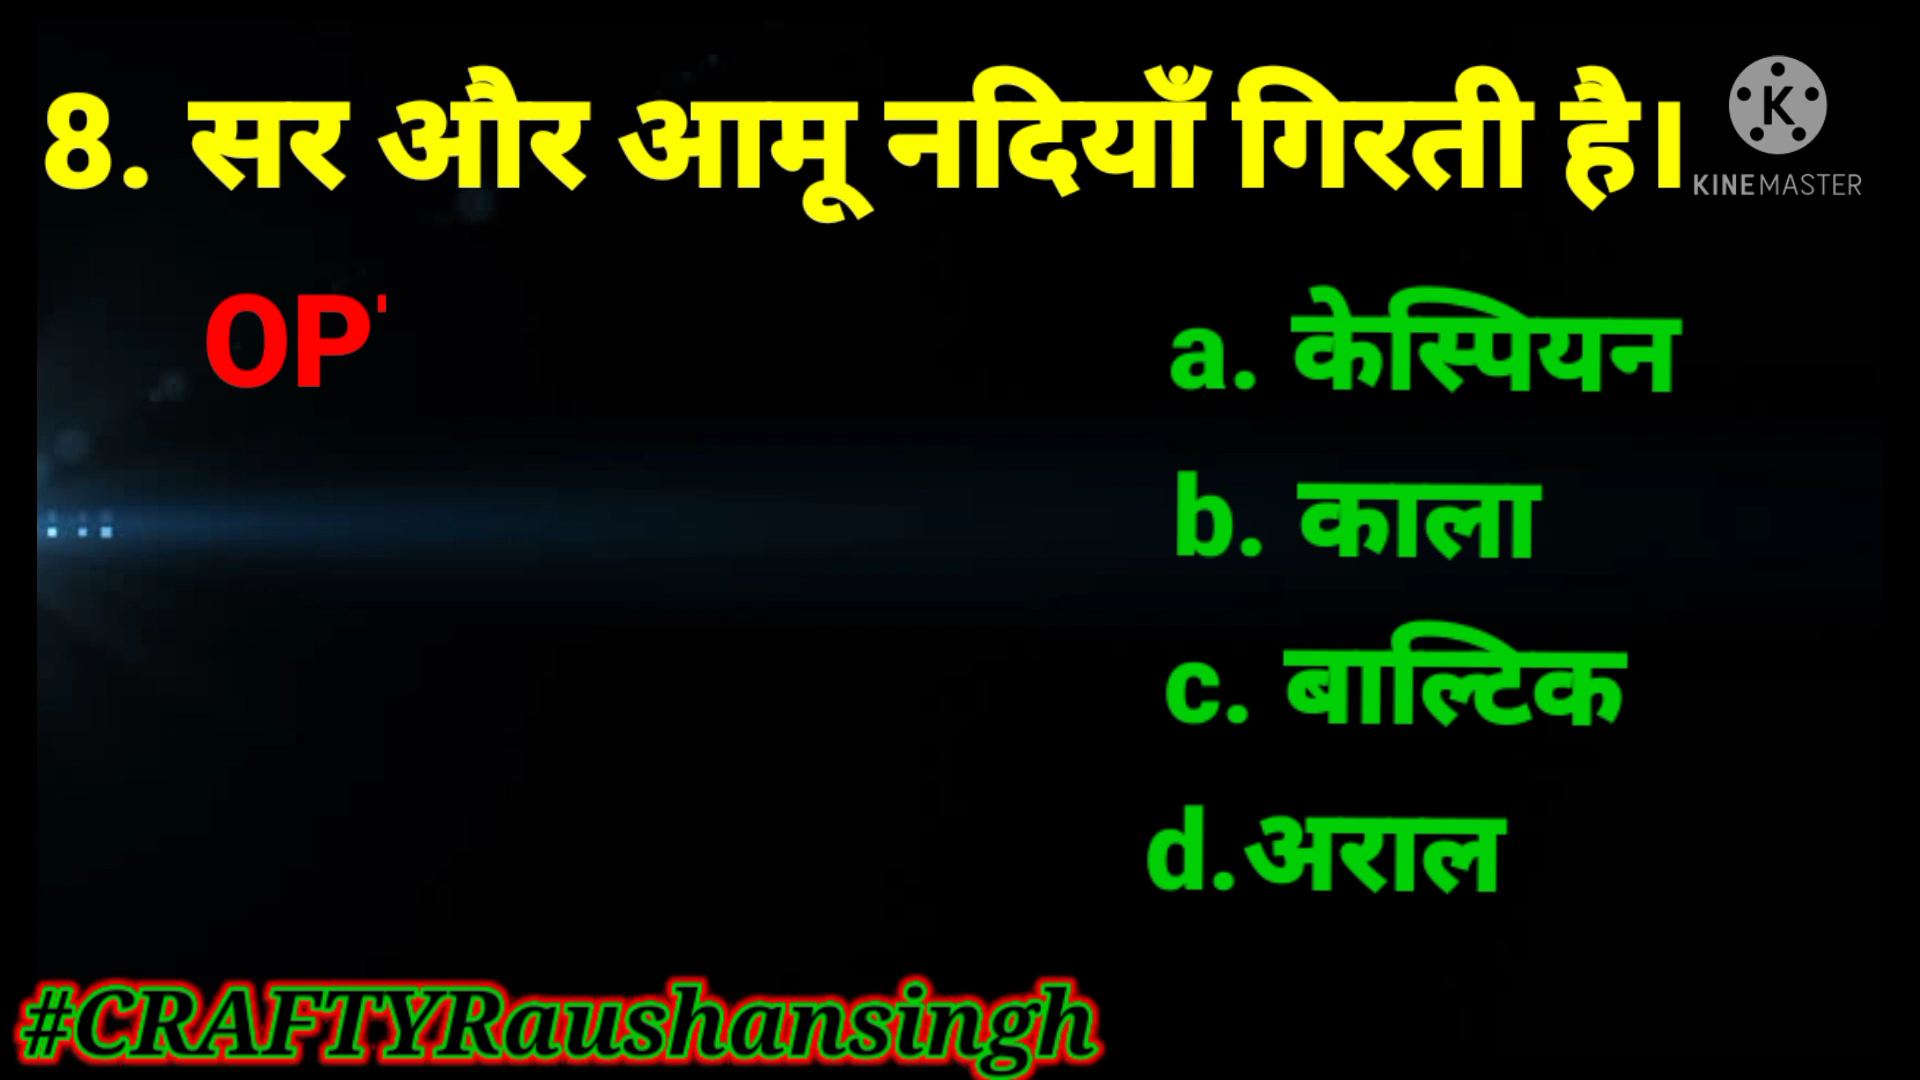 8. सर और आमू नदियाँ गिरती है।
KINEMASTER
OP
a. केस्पियन
b. काला
c. बाल्टिक
d.अराल
#CRAFTYRaushansingh